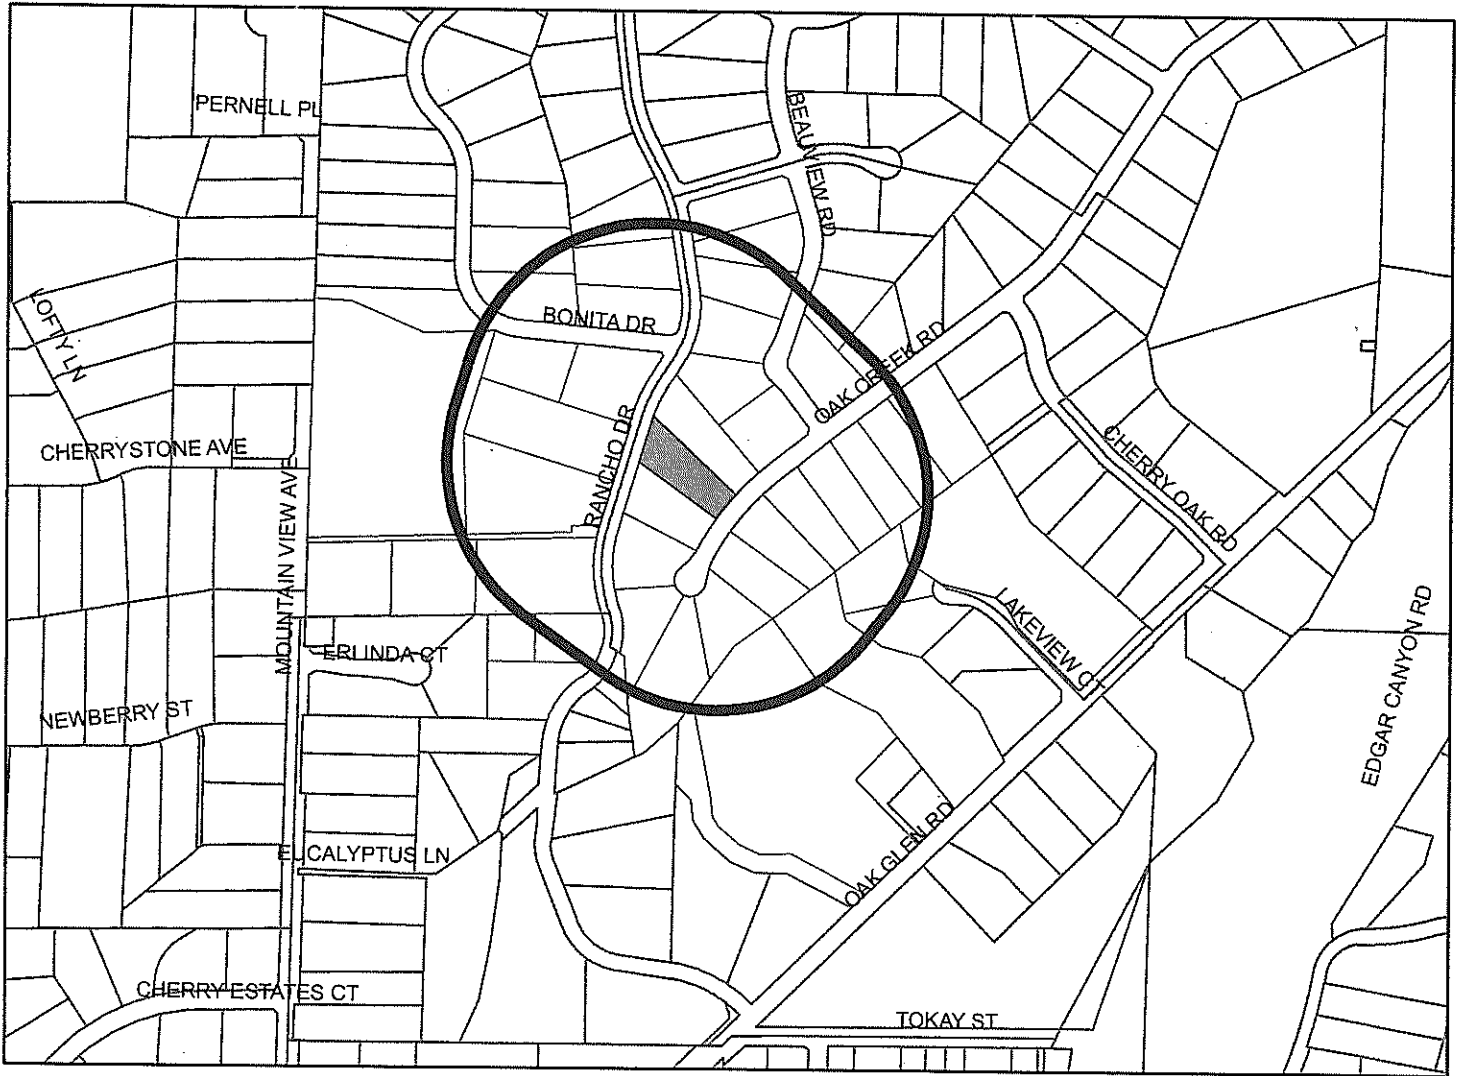 PERNELL PL
BEAUVIEW RD
LOFTY LN
BONITA DR
OAK CREEK RD
RANCHO DR
CHERRYSTONE AVE
CHERRY OAK RD
MOUNTAIN VIEW AVE
LAKEVIEW CT
EDGAR CANYON RD
ERLINDA CT
NEWBERRY ST
EUCALYPTUS LN
OAK GLEN RD
CHERRY ESTATES CT
TOKAY ST